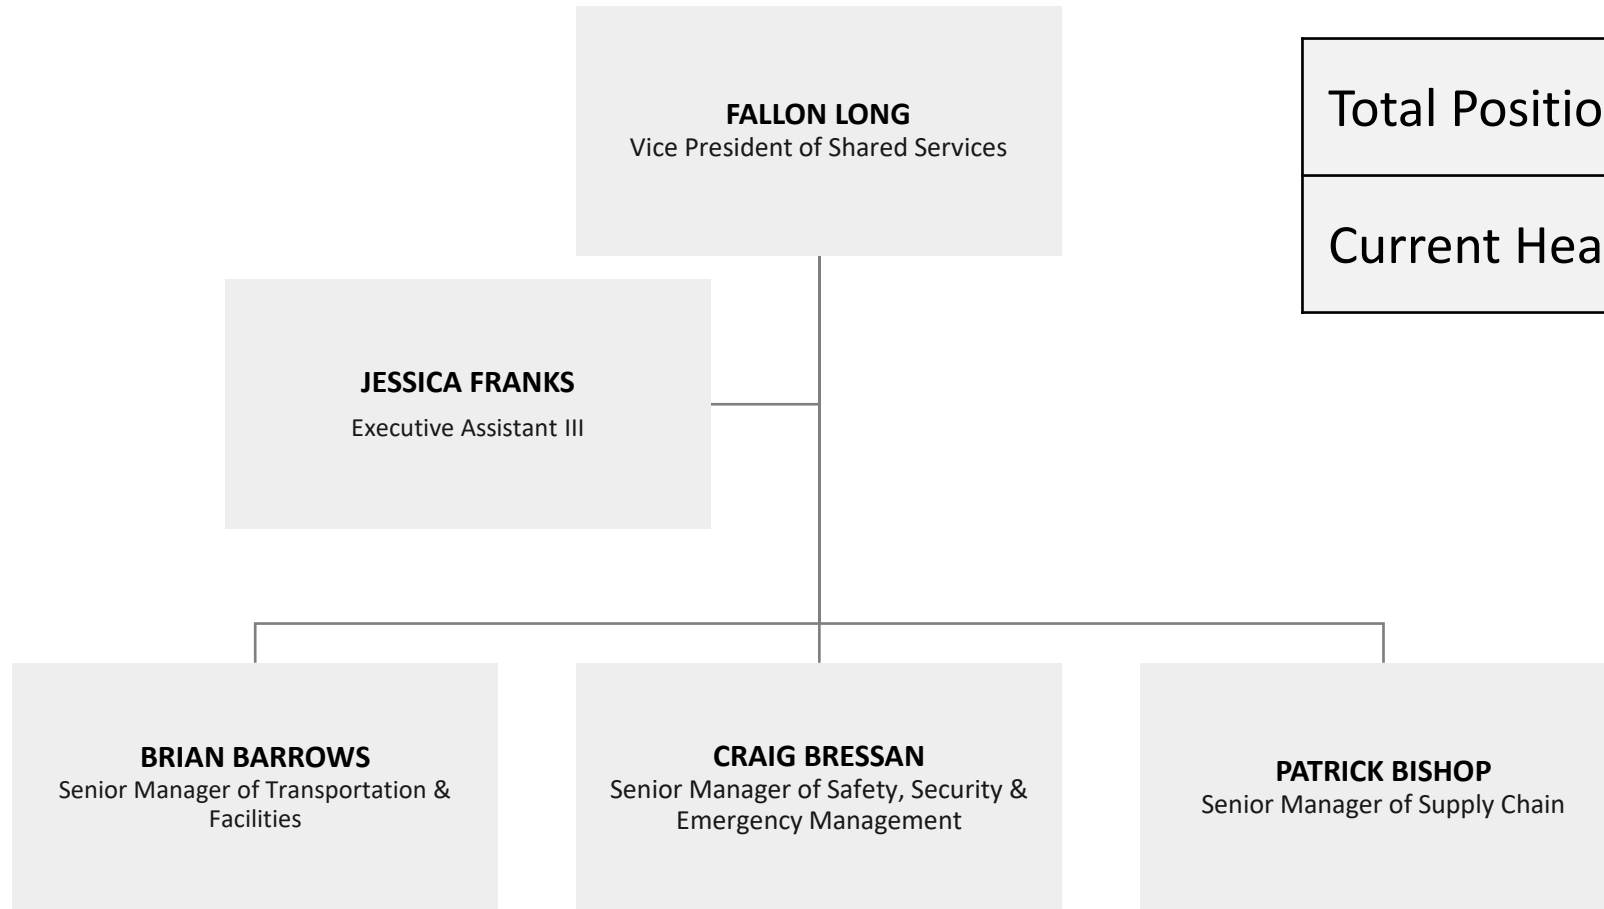 FALLON LONG
Vice President of Shared Services
Total Positio
Current Hea
JESSICA FRANKS
Executive Assistant III
BRIAN BARROWS
Senior Manager of Transportation &
Facilities
CRAIG BRESSAN
Senior Manager of Safety, Security &
Emergency Management
PATRICK BISHOP
Senior Manager of Supply Chain